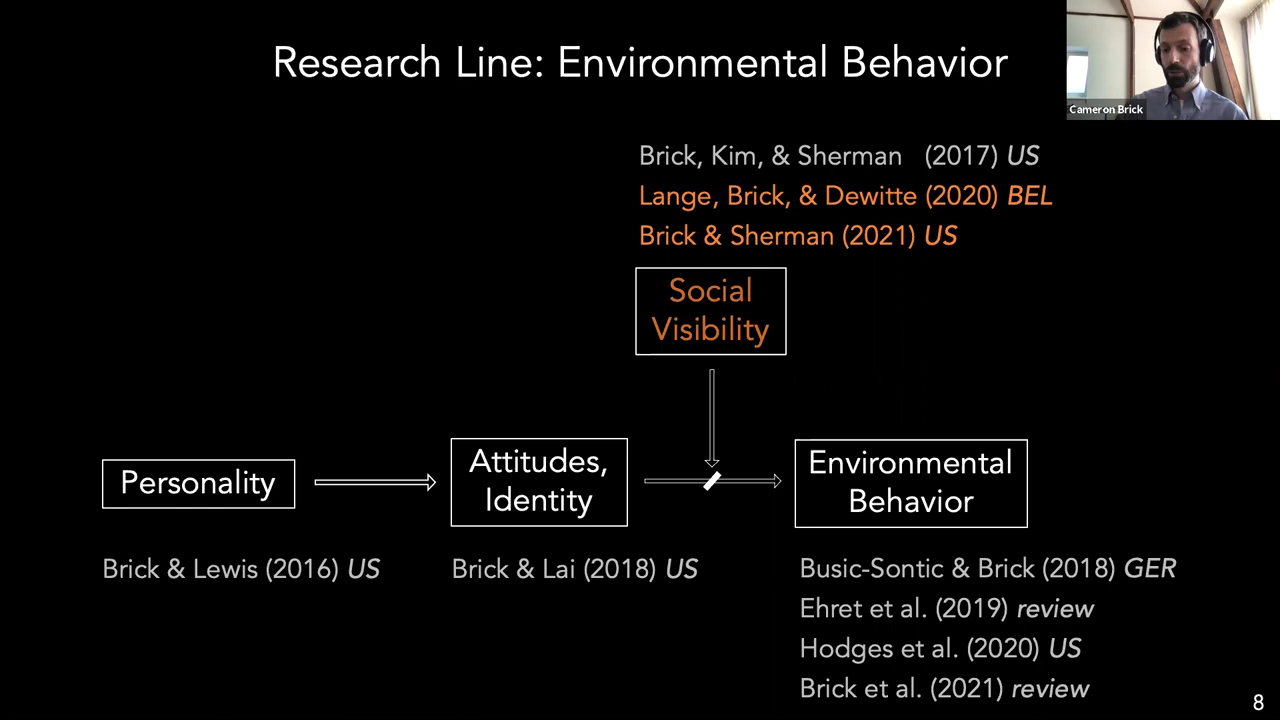 Research Line: Environmental Behavior
Cameron Brick
Brick, Kim, & Sherman (2017) US
Lange, Brick, & Dewitte (2020) BEL
Brick & Sherman (2021) US
Social
Visibility
Personality
Attitudes,
Identity
Environmental
Behavior
Brick & Lewis (2016) US
Brick & Lai (2018) US
Busic-Sontic & Brick (2018) GER
Ehret et al. (2019) review
Hodges et al. (2020) US
Brick et al. (2021) review
8